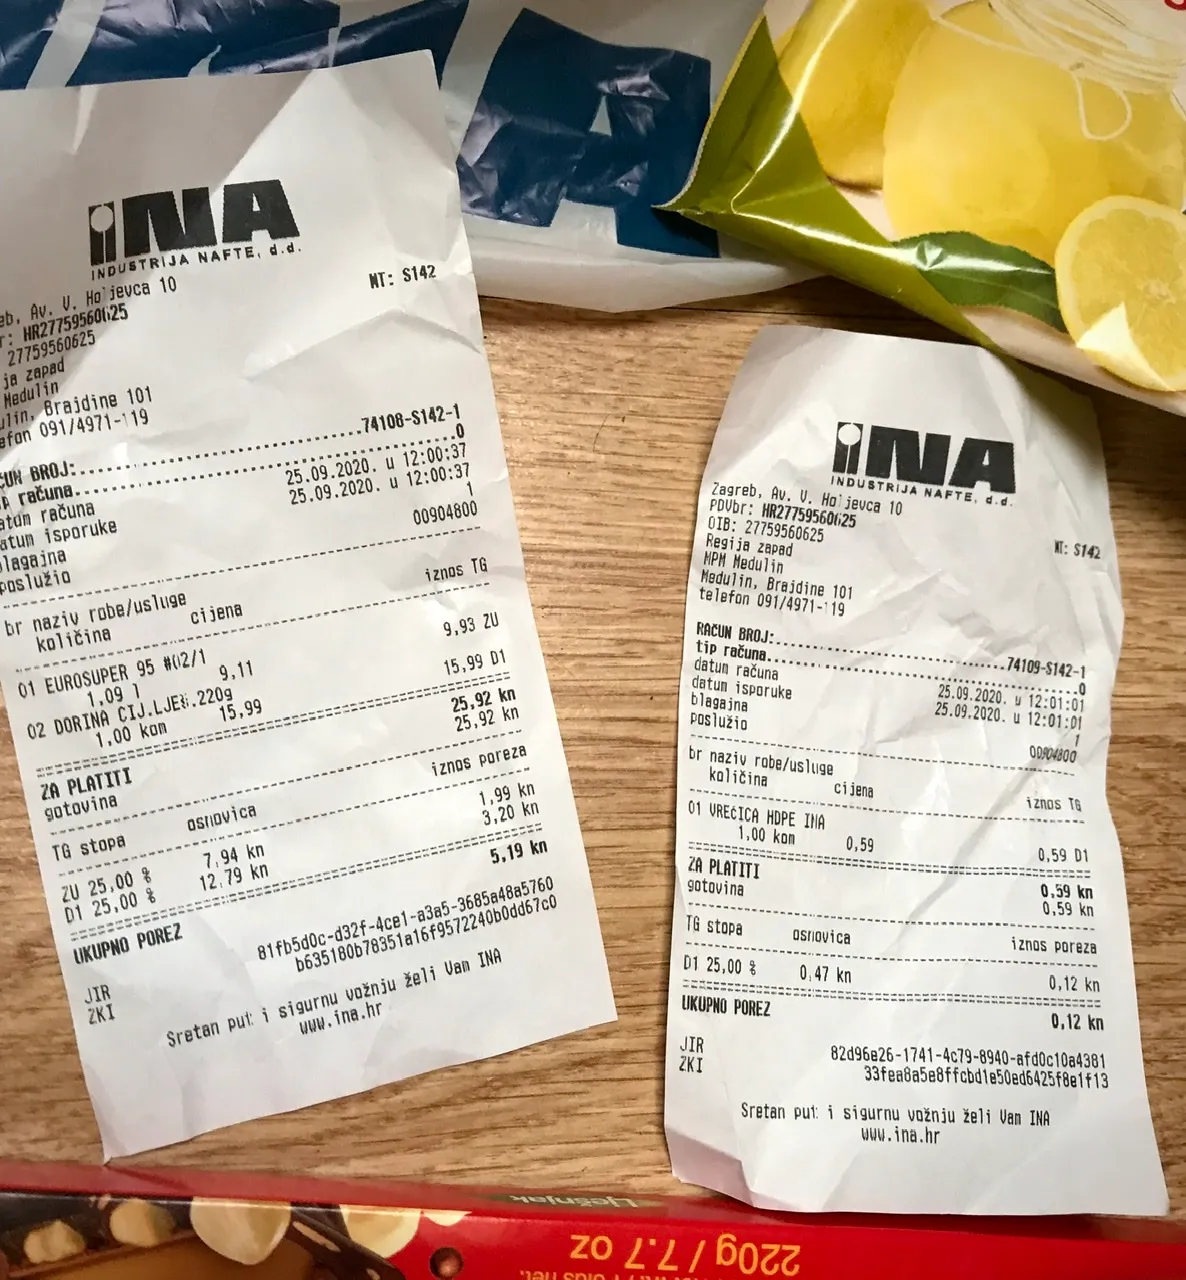 INA
INDUSTRIJA NAFTE, d.d.
MT: S142
Av. V. Holjevca 10
HR27759560625
27759560625
zapad
Medulin
Brajdine 101
091/4971-119
BROJ:..............................74108-S142-1
računa..............................0
računa 25.09.2020. u 12:00:37
isporuke 25.09.2020. u 12:00:37
blagajna 1
poslužio 00904800
br naziv robe/usluge
količina cijena iznos TG
01 EUROSUPER 95 #02/1
1,09 l 9,11 9,93 ZU
02 DORINA CIJ.LJEŠ.220g
1,00 kom 15,99 15,99 D1
ZA PLATITI 25,92 kn
gotovina 25,92 kn
TG stopa osnovica iznos poreza
ZU 25,00 % 7,94 kn 1,99 kn
D1 25,00 % 12,79 kn 3,20 kn
UKUPNO POREZ 5,19 kn
JIR 81fb5d0c-d32f-4ce1-a3a5-3685a48a5760
ZKI b635180b78351a16f9572240b0dd67c0
Sretan put i sigurnu vožnju želi Vam INA
www.ina.hr
INA
INDUSTRIJA NAFTE, d.d.
Zagreb, Av. V. Holjevca 10
PDVbr: HR27759560625
OIB: 27759560625
MT: S142
Regija zapad
MPM Medulin
Medulin, Brajdine 101
telefon 091/4971-119
RAČUN BROJ:..............................74109-S142-1
tip računa..............................0
datum računa 25.09.2020. u 12:01:01
datum isporuke 25.09.2020. u 12:01:01
blagajna 1
poslužio 00904800
br naziv robe/usluge
količina cijena iznos TG
01 VREĆICA HDPE INA
1,00 kom 0,59 0,59 D1
ZA PLATITI 0,59 kn
gotovina 0,59 kn
TG stopa osnovica iznos poreza
D1 25,00 % 0,47 kn 0,12 kn
UKUPNO POREZ 0,12 kn
JIR 82d96e26-1741-4c79-8940-afd0c10a4381
ZKI 33fea8a5e8ffcbd1e50ed6425f8e1f13
Sretan put i sigurnu vožnju želi Vam INA
www.ina.hr
Lješnjak
220g / 7.7 oz